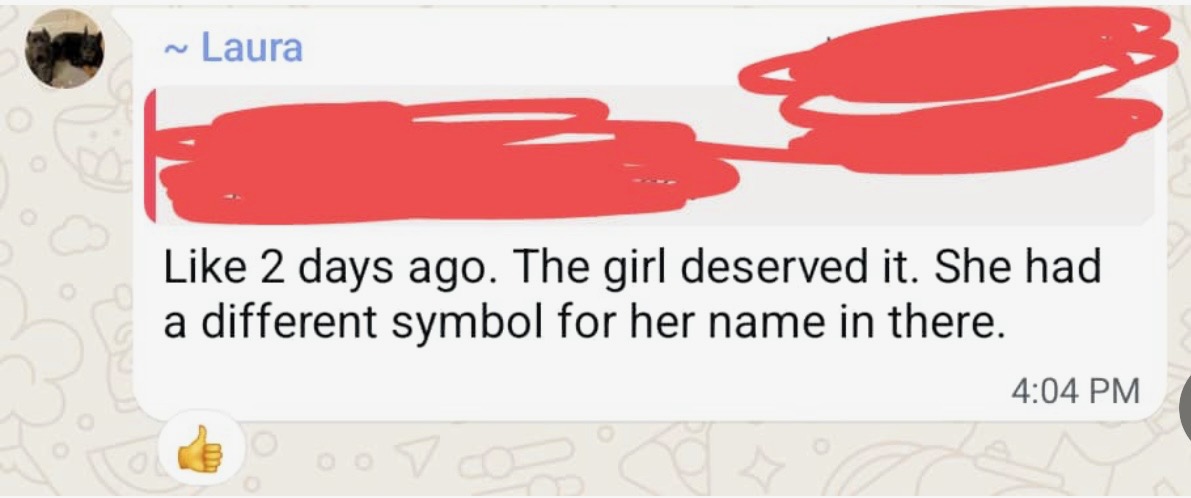 ~ Laura
Like 2 days ago. The girl deserved it. She had
a different symbol for her name in there.
4:04 PM